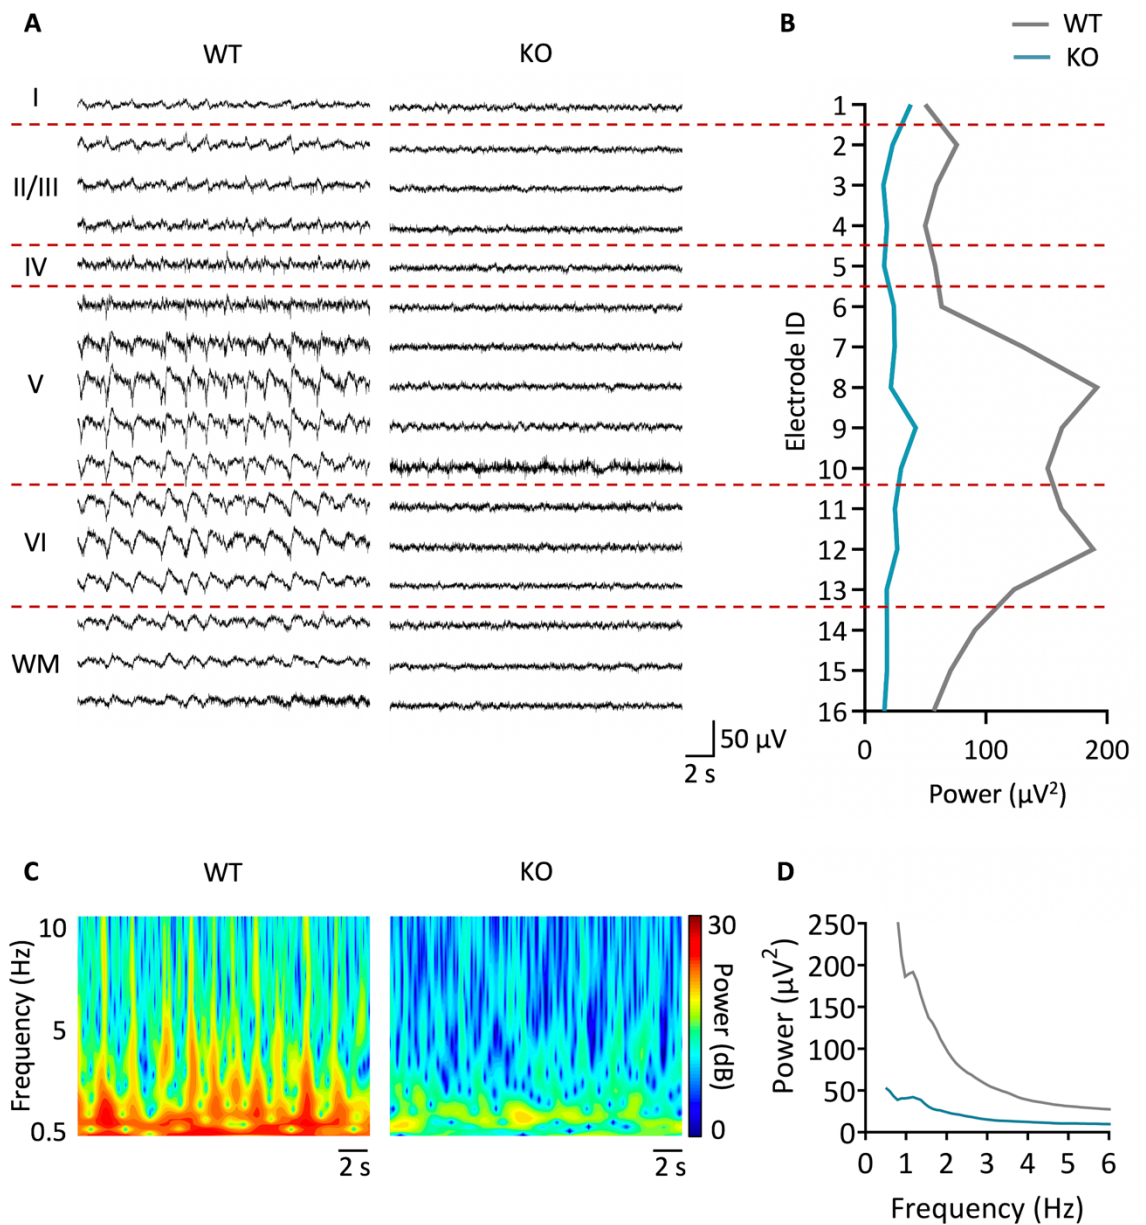 A
WT
KO
I
II/III
IV
V
VI
WM
50 µV
2 s
B
WT
KO
Electrode ID
1
2
3
4
5
6
7
8
9
10
11
12
13
14
15
16
0 100 200
Power (µV²)
C
WT
KO
Frequency (Hz)
10
5
0.5
2 s
2 s
30
Power (dB)
0
D
Power (µV²)
250
200
150
100
50
0
0 1 2 3 4 5 6
Frequency (Hz)